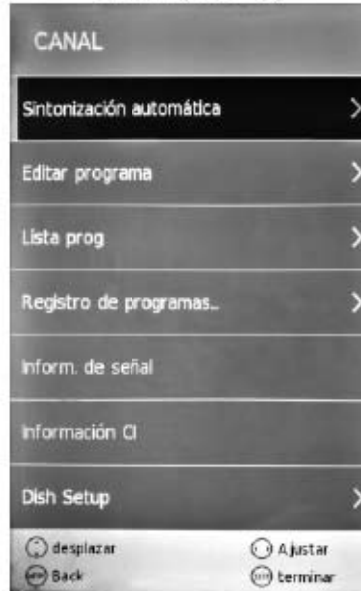 CANAL
Sintonización automática
Editar programa
Lista prog
Registro de programas..
Inform. de señal
Información CI
Dish Setup
desplazar
Ajustar
Back
terminar